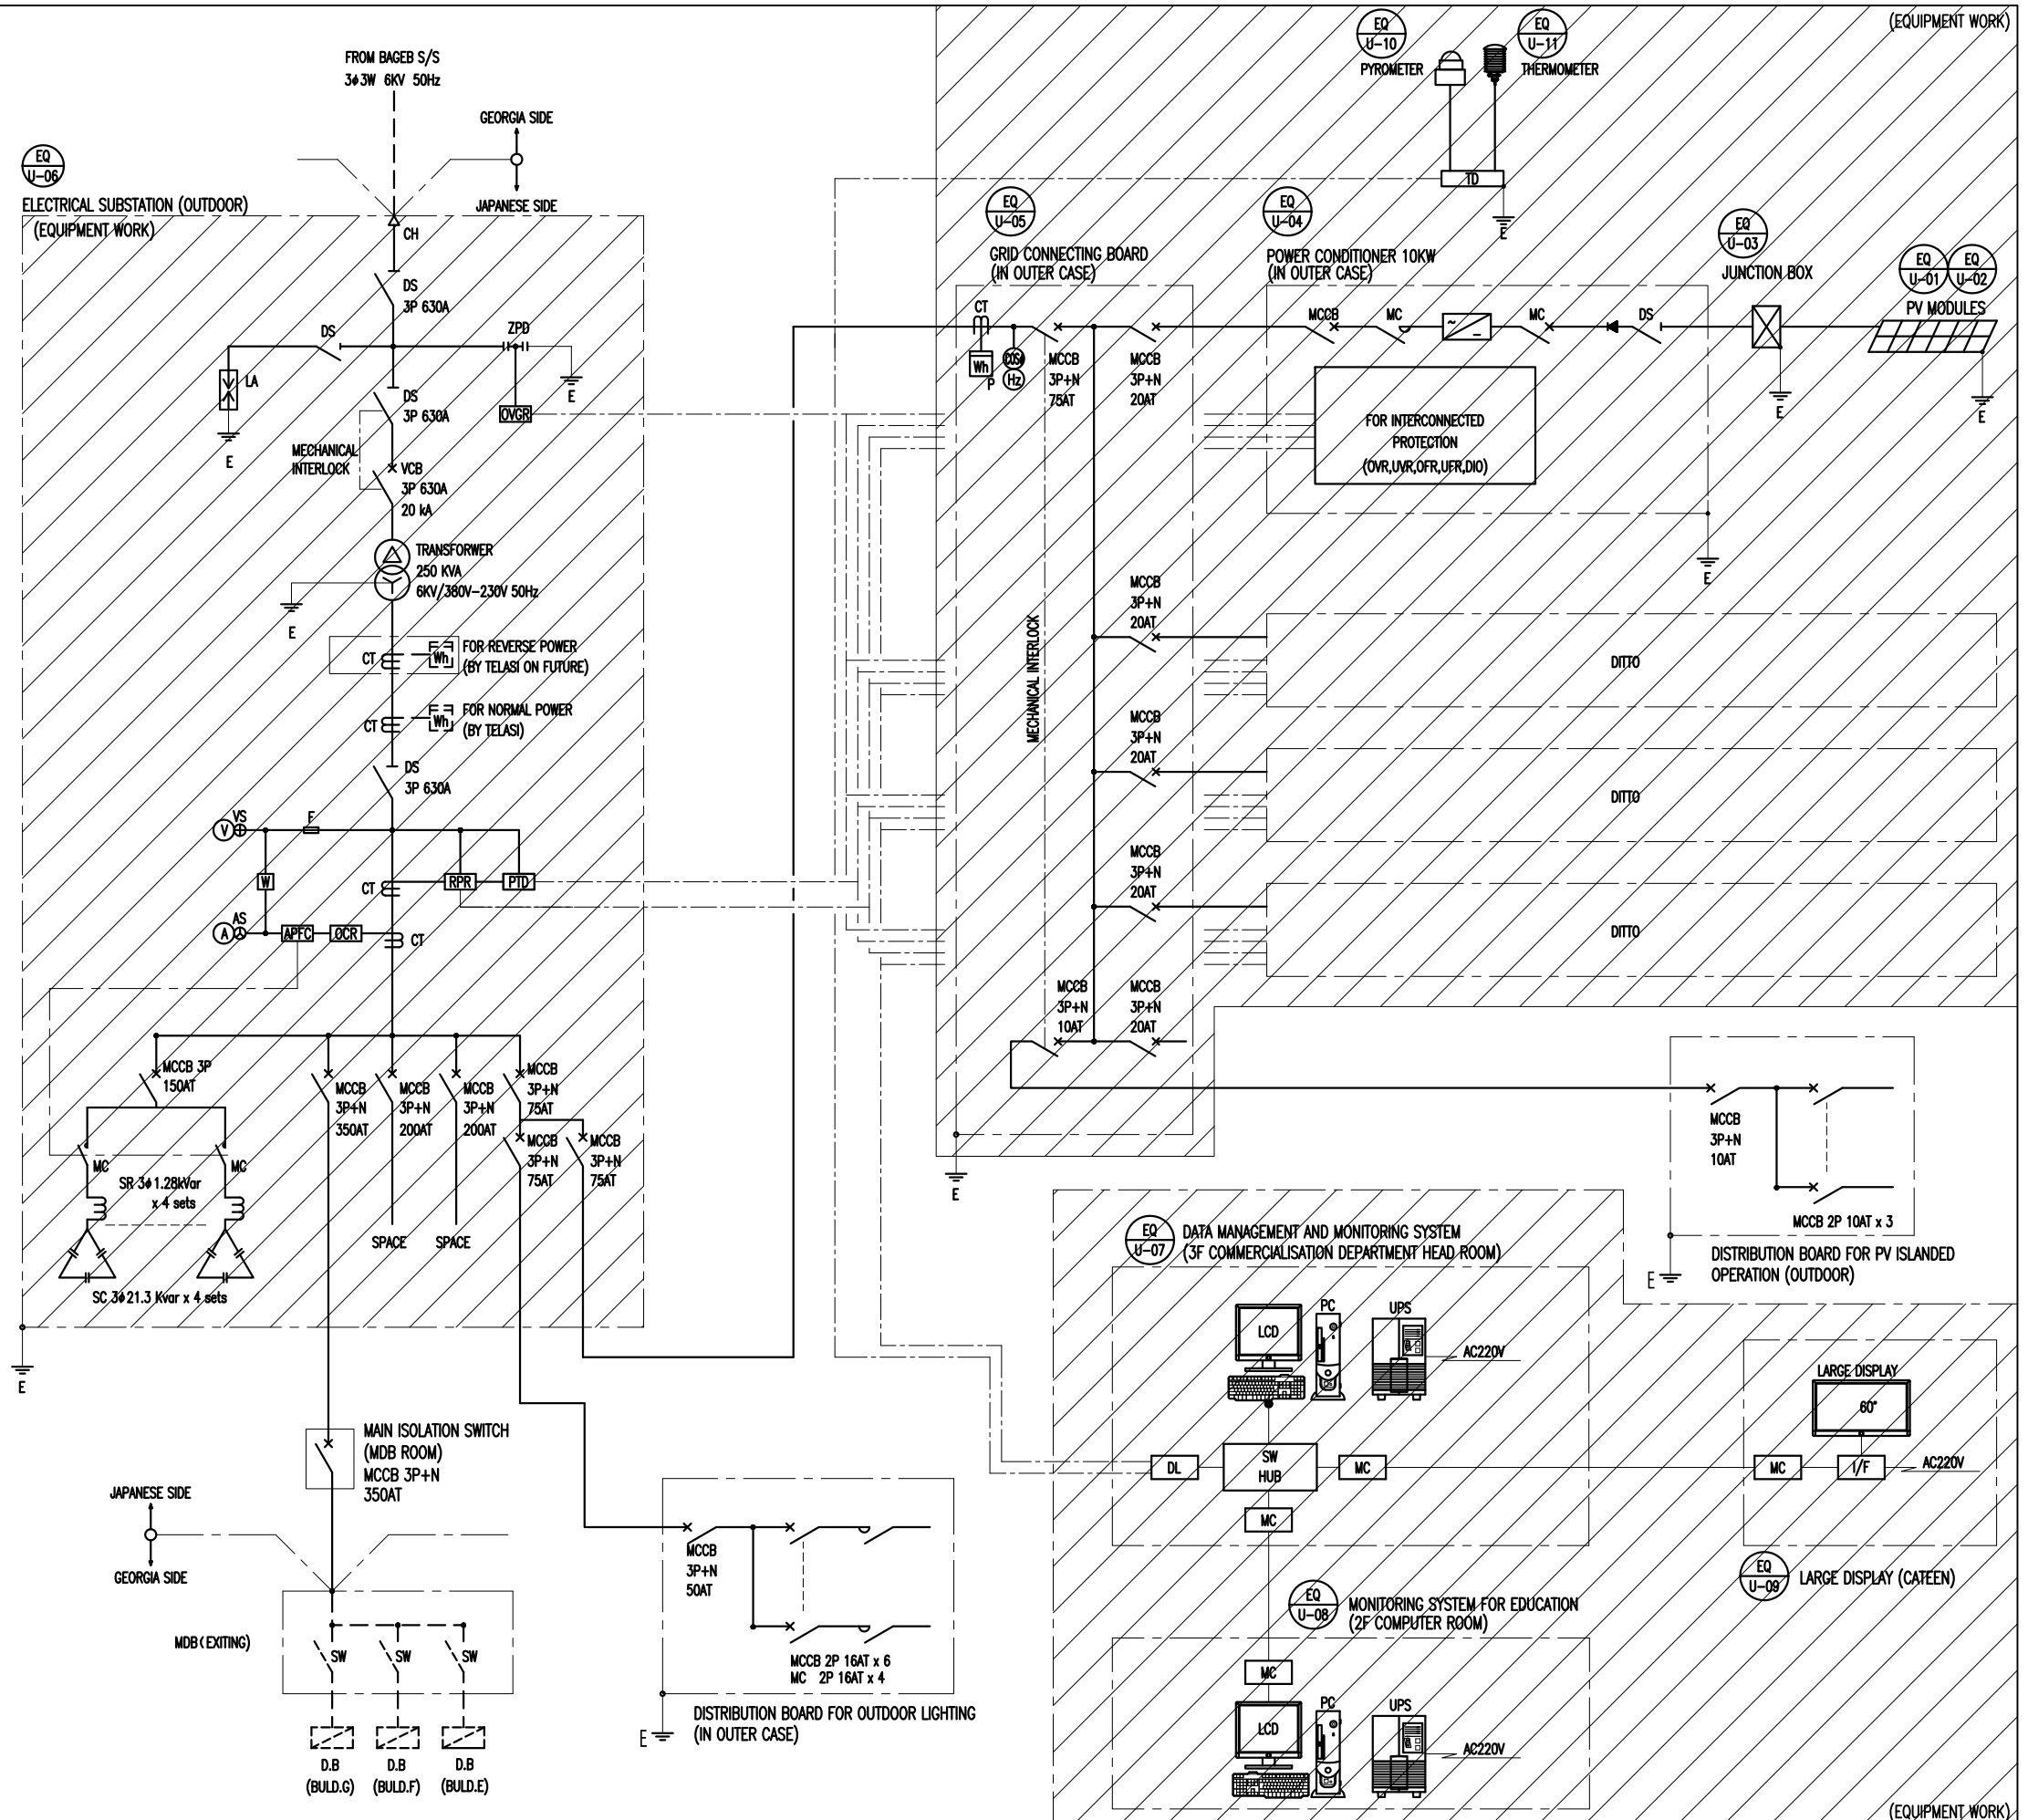 (EQUIPMENT WORK)
FROM BAGEB S/S
3φ3W 6KV 50Hz
GEORGIA SIDE
JAPANESE SIDE
EQ
U-06
ELECTRICAL SUBSTATION (OUTDOOR)
(EQUIPMENT WORK)
CH
DS
3P 630A
DS
ZPD
LA
E
E
OVGR
DS
3P 630A
MECHANICAL
INTERLOCK
VCB
3P 630A
20 kA
TRANSFORWER
250 KVA
6KV/380V-230V 50Hz
E
CT
Wh
FOR REVERSE POWER
(BY TELASI ON FUTURE)
CT
Wh
FOR NORMAL POWER
(BY TELASI)
DS
3P 630A
V
VS
F
W
CT
RPR
PTD
A
AS
APFC
OCR
CT
MCCB 3P
150AT
MCCB
3P+N
350AT
MCCB
3P+N
200AT
MCCB
3P+N
200AT
MCCB
3P+N
75AT
MCCB
3P+N
75AT
MCCB
3P+N
75AT
MC
MC
SR 3φ1.28kVar
x 4 sets
SPACE
SPACE
SC 3φ21.3 Kvar x 4 sets
E
MAIN ISOLATION SWITCH
(MDB ROOM)
MCCB 3P+N
350AT
JAPANESE SIDE
GEORGIA SIDE
MDB(EXITING)
SW
SW
SW
D.B
(BULD.G)
D.B
(BULD.F)
D.B
(BULD.E)
MCCB
3P+N
50AT
MCCB 2P 16AT x 6
MC 2P 16AT x 4
E
DISTRIBUTION BOARD FOR OUTDOOR LIGHTING
(IN OUTER CASE)
EQ
U-10
PYROMETER
EQ
U-11
THERMOMETER
TD
E
EQ
U-05
GRID CONNECTING BOARD
(IN OUTER CASE)
CT
Wh
P
COSφ
Hz
MCCB
3P+N
75AT
MCCB
3P+N
20AT
EQ
U-04
POWER CONDITIONER 10KW
(IN OUTER CASE)
MCCB
MC
MC
DS
FOR INTERCONNECTED
PROTECTION
(OVR,UVR,OFR,UFR,DIO)
E
EQ
U-03
JUNCTION BOX
E
EQ
U-01
EQ
U-02
PV MODULES
E
MECHANICAL INTERLOCK
MCCB
3P+N
20AT
DITTO
MCCB
3P+N
20AT
DITTO
MCCB
3P+N
20AT
DITTO
MCCB
3P+N
10AT
MCCB
3P+N
20AT
E
MCCB
3P+N
10AT
MCCB 2P 10AT x 3
E
DISTRIBUTION BOARD FOR PV ISLANDED
OPERATION (OUTDOOR)
EQ
U-07
DATA MANAGEMENT AND MONITORING SYSTEM
(3F COMMERCIALISATION DEPARTMENT HEAD ROOM)
LCD
PC
UPS
AC220V
DL
SW
HUB
MC
MC
LARGE DISPLAY
60"
MC
I/F
AC220V
EQ
U-09
LARGE DISPLAY (CATEEN)
EQ
U-08
MONITORING SYSTEM FOR EDUCATION
(2F COMPUTER ROOM)
MC
LCD
PC
UPS
AC220V
(EQUIPMENT WORK)